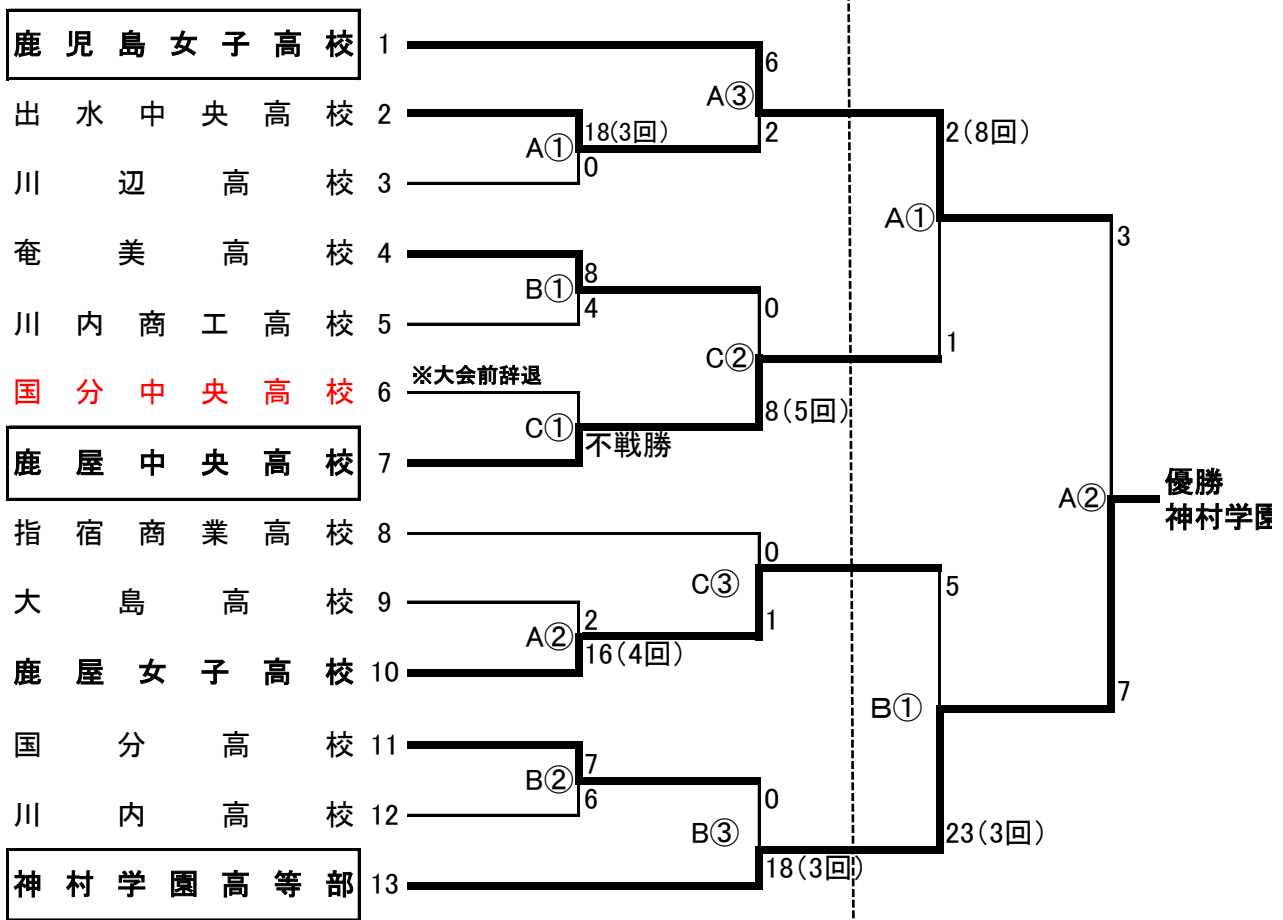 鹿児島女子高校 1
6
出水中央高校 2
A③
18(3回)
2
2(8回)
A①
0
川辺高校 3
A①
3
奄美高校 4
8
B①
4
0
川内商工高校 5
1
C②
国分中央高校 6
※大会前辞退
8(5回)
C①
不戦勝
鹿屋中央高校 7
優勝
A②
神村学園
指宿商業高校 8
0
C③
5
大島高校 9
2
1
A②
16(4回)
鹿屋女子高校 10
7
B①
国分高校 11
7
B②
6
0
川内高校 12
B③
23(3回)
18(3回)
神村学園高等部 13